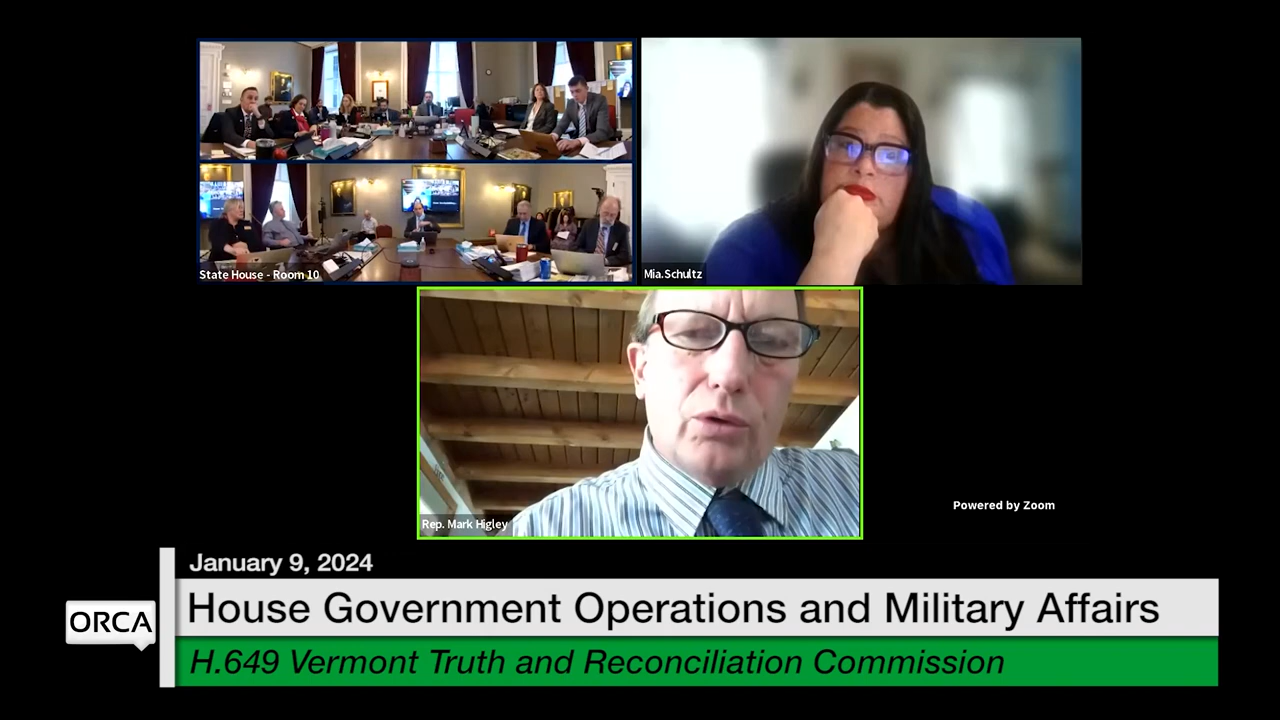 State House - Room 10
Mia.Schultz
Rep. Mark Higley
Powered by Zoom
January 9, 2024
ORCA
House Government Operations and Military Affairs
H.649 Vermont Truth and Reconciliation Commission